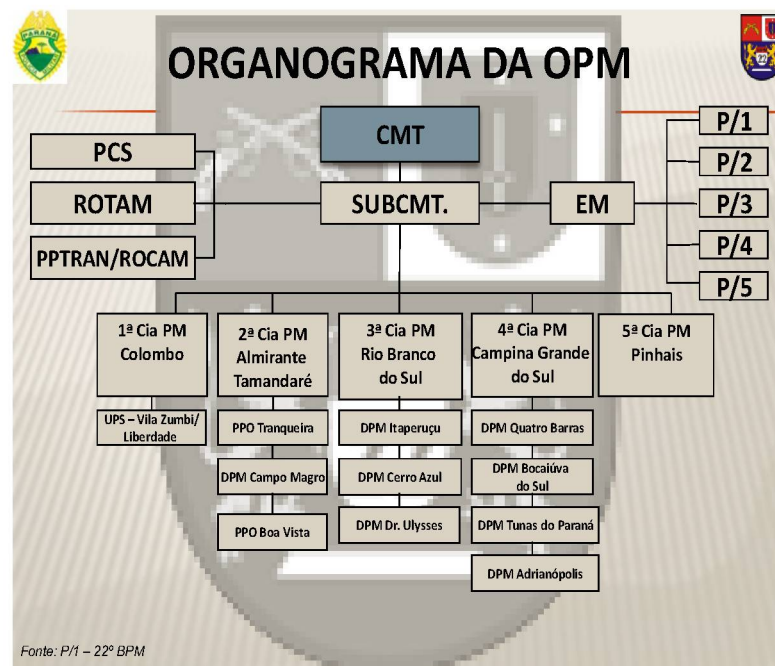 PARANÁ
22
ORGANOGRAMA DA OPM
CMT
PCS
ROTAM
PPTRAN/ROCAM
SUBCMT.
EM
P/1
P/2
P/3
P/4
P/5
1ª Cia PM
Colombo
UPS – Vila Zumbi/
Liberdade
2ª Cia PM
Almirante
Tamandaré
PPO Tranqueira
DPM Campo Magro
PPO Boa Vista
3ª Cia PM
Rio Branco
do Sul
DPM Itaperuçu
DPM Cerro Azul
DPM Dr. Ulysses
4ª Cia PM
Campina Grande
do Sul
DPM Quatro Barras
DPM Bocaiúva
do Sul
DPM Tunas do Paraná
DPM Adrianópolis
5ª Cia PM
Pinhais
Fonte: P/1 – 22º BPM